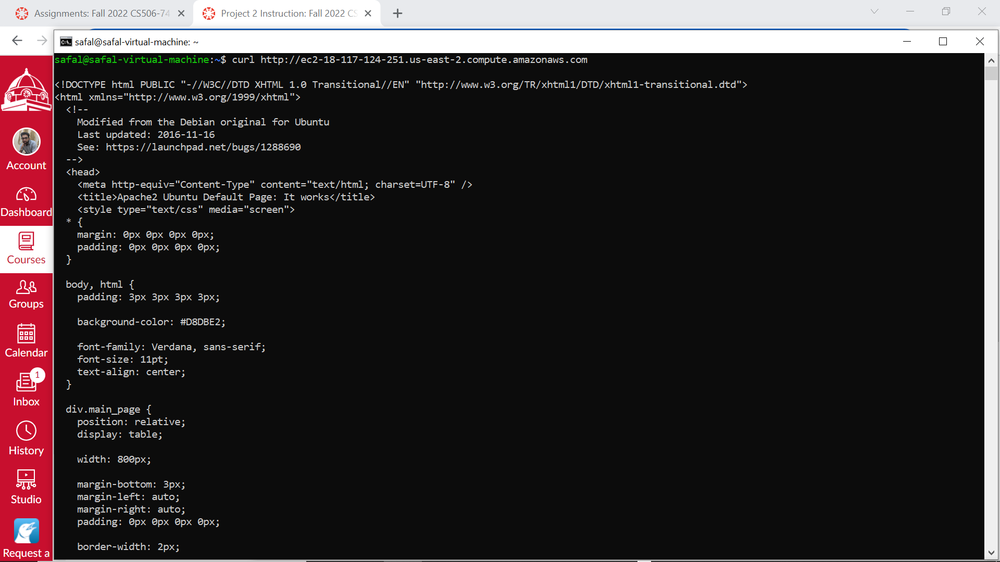 Assignments: Fall 2022 CS506-74
Project 2 Instruction: Fall 2022 CS
safal@safal-virtual-machine: ~
safal@safal-virtual-machine:~$ curl http://ec2-18-117-124-251.us-east-2.compute.amazonaws.com
<!DOCTYPE html PUBLIC "-//W3C//DTD XHTML 1.0 Transitional//EN" "http://www.w3.org/TR/xhtml1/DTD/xhtml1-transitional.dtd">
<html xmlns="http://www.w3.org/1999/xhtml">
<!--
Modified from the Debian original for Ubuntu
Last updated: 2016-11-16
See: https://launchpad.net/bugs/1288690
-->
<head>
<meta http-equiv="Content-Type" content="text/html; charset=UTF-8" />
<title>Apache2 Ubuntu Default Page: It works</title>
<style type="text/css" media="screen">
* {
margin: 0px 0px 0px 0px;
padding: 0px 0px 0px 0px;
}
body, html {
padding: 3px 3px 3px 3px;
background-color: #D8DBE2;
font-family: Verdana, sans-serif;
font-size: 11pt;
text-align: center;
}
div.main_page {
position: relative;
display: table;
width: 800px;
margin-bottom: 3px;
margin-left: auto;
margin-right: auto;
padding: 0px 0px 0px 0px;
border-width: 2px;
Account
Dashboard
Courses
Groups
Calendar
1
Inbox
History
Studio
Request a